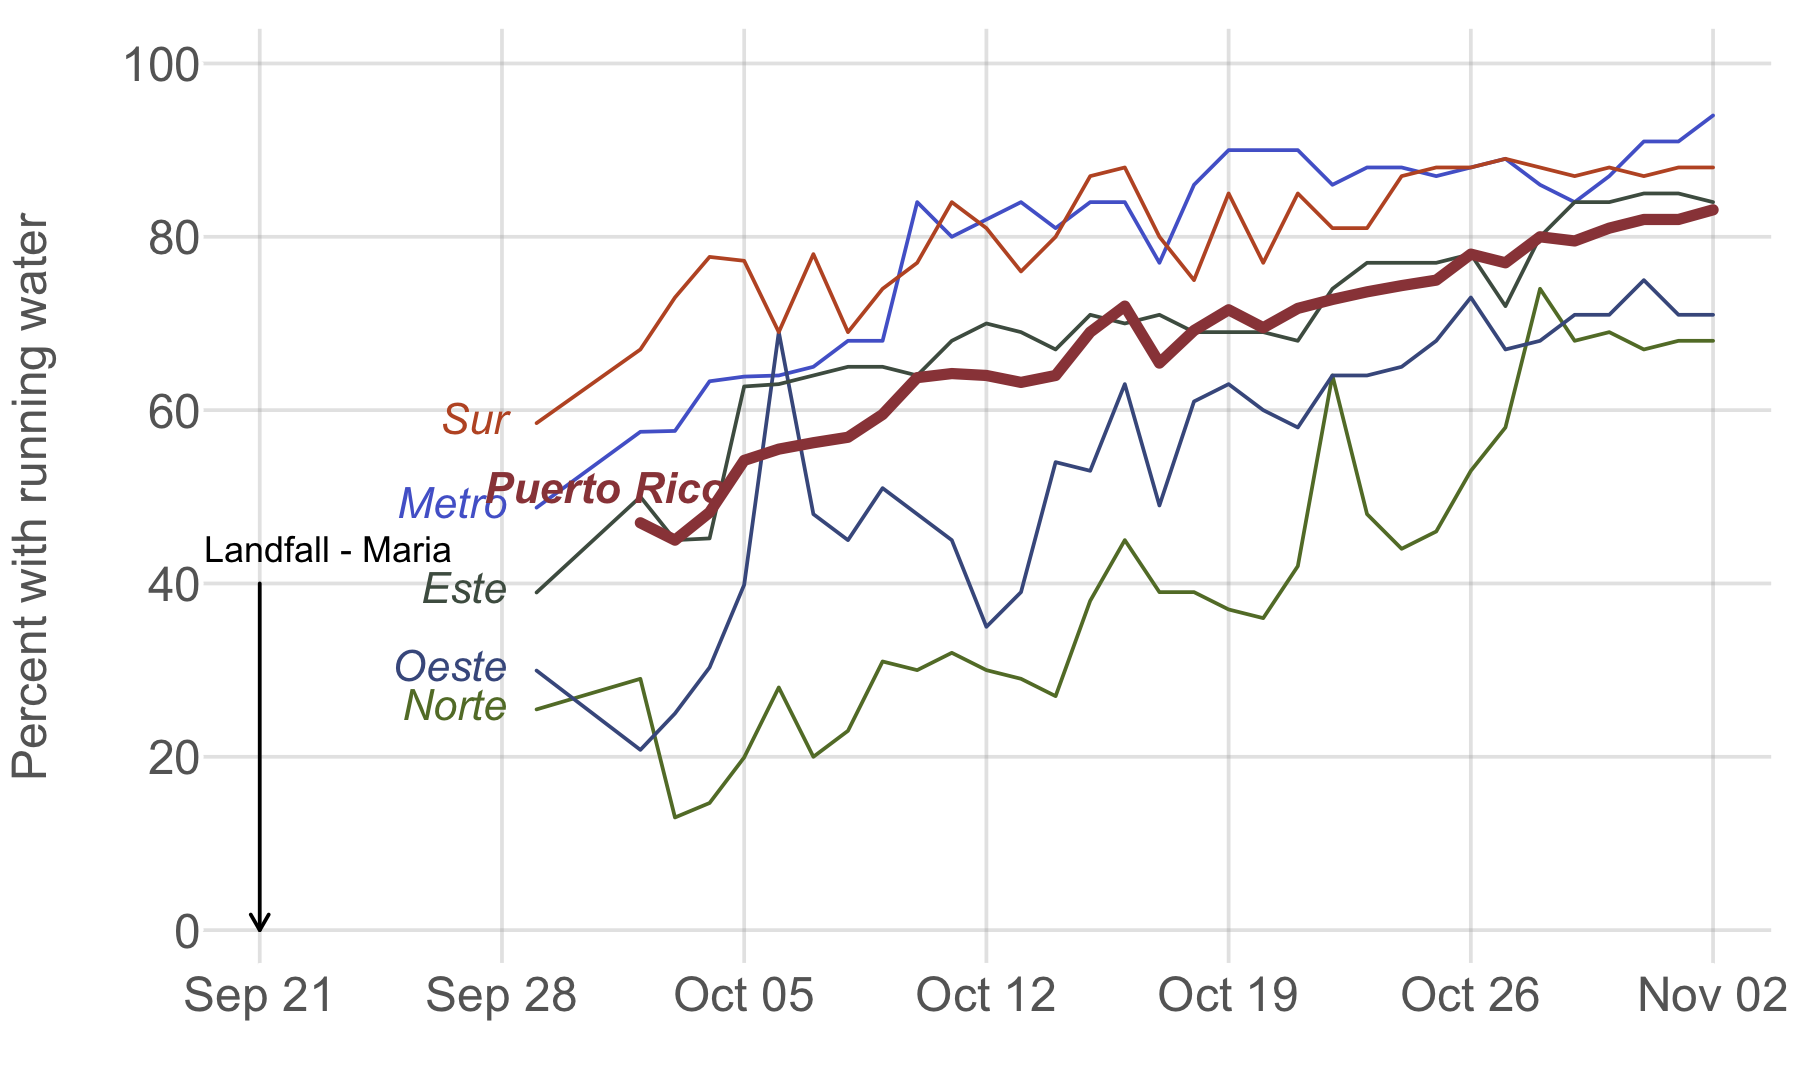 Percent with running water
100
80
60
40
20
0
Sur
Puerto Rico
Metro
Landfall - Maria
Este
Oeste
Norte
Sep 21 Sep 28 Oct 05 Oct 12 Oct 19 Oct 26 Nov 02